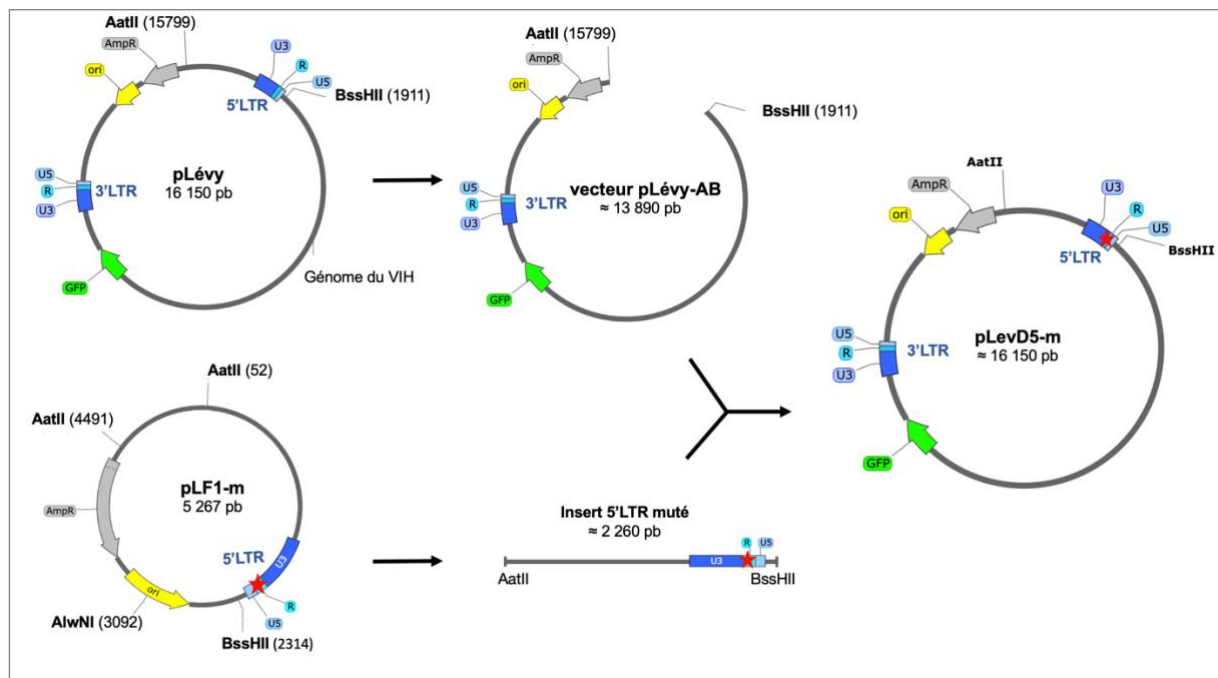 AatII (15799)
AmpR
ori
U3
R
U5
5'LTR
BssHII (1911)
pLévy
16 150 pb
U5
R
U3
3'LTR
GFP
Génome du VIH
AatII (15799)
AmpR
ori
BssHII (1911)
vecteur pLévy-AB
≈ 13 890 pb
U5
R
U3
3'LTR
GFP
AatII
AmpR
ori
U3
R
U5
5'LTR
BssHII
pLevD5-m
≈ 16 150 pb
U5
R
U3
3'LTR
GFP
AatII (52)
AatII (4491)
pLF1-m
5 267 pb
AmpR
5'LTR
U3
ori
R
U5
AlwNI (3092)
BssHII (2314)
Insert 5'LTR muté
≈ 2 260 pb
R
U5
U3
AatII
BssHII